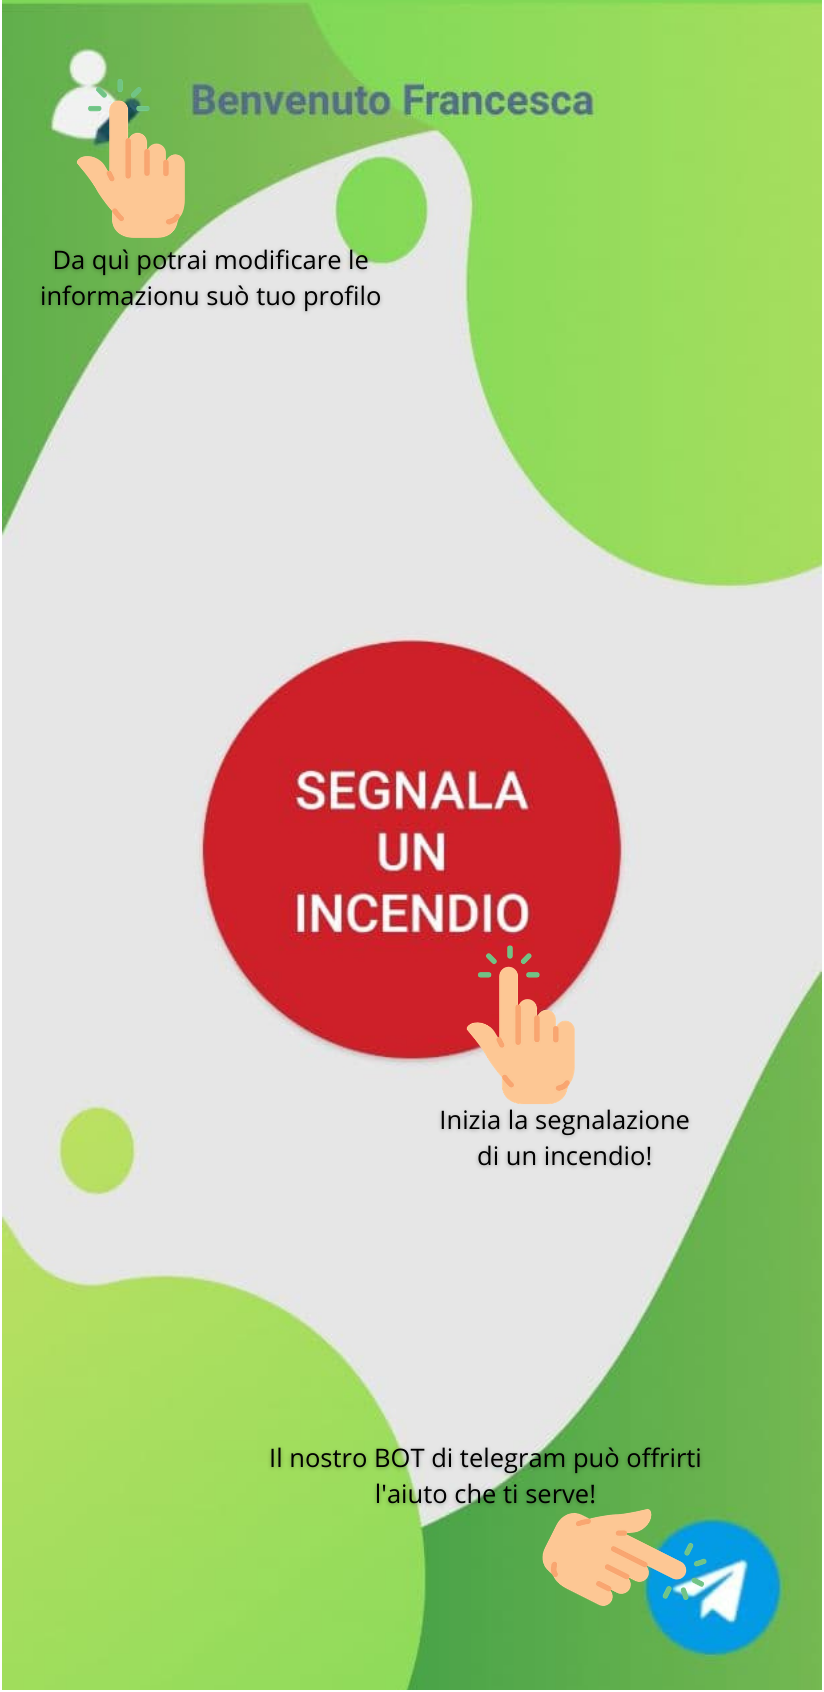 Benvenuto Francesca
Da quì potrai modificare le
informazionu suò tuo profilo
SEGNALA
UN
INCENDIO
Inizia la segnalazione
di un incendio!
Il nostro BOT di telegram può offrirti
l'aiuto che ti serve!